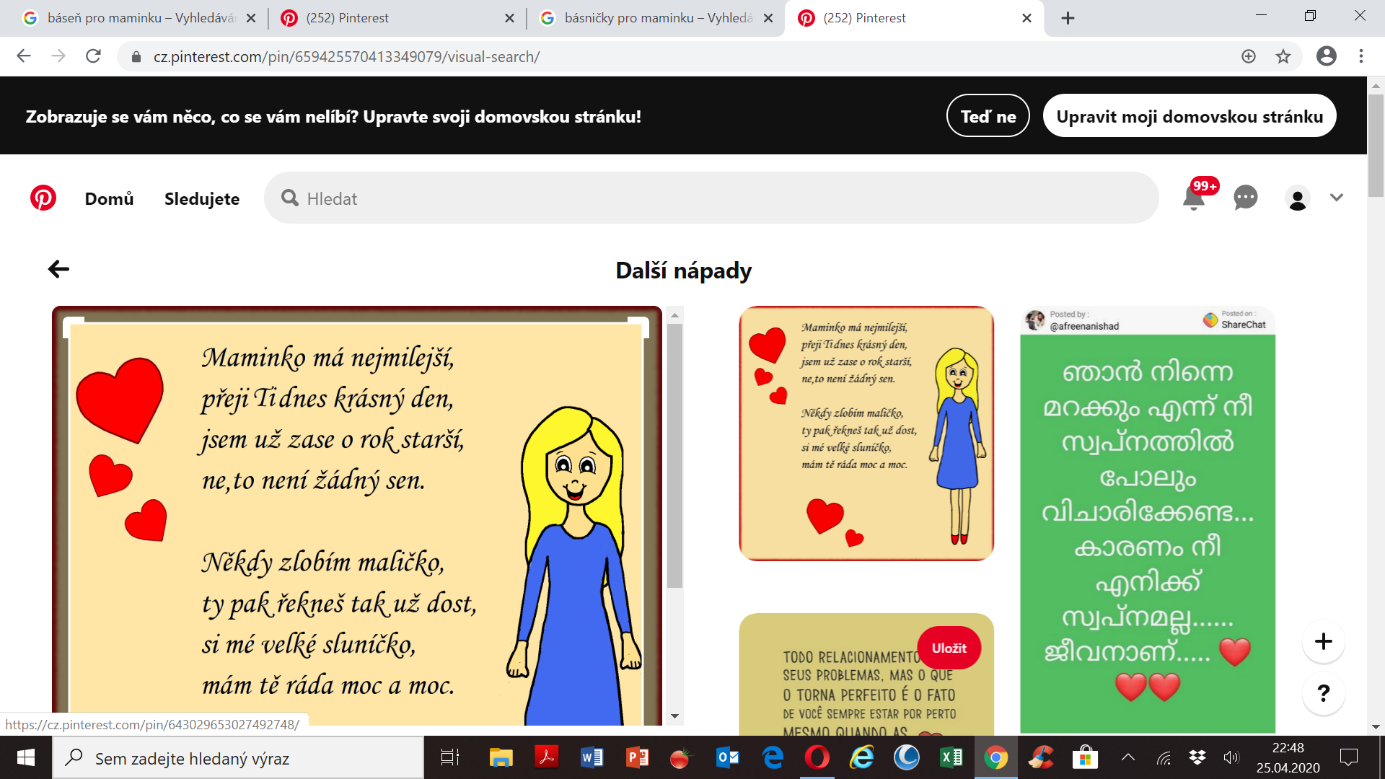 báseň pro maminku – Vyhledáván
(252) Pinterest
básničky pro maminku – Vyhledá
(252) Pinterest
cz.pinterest.com/pin/659425570413349079/visual-search/
Zobrazuje se vám něco, co se vám nelíbí? Upravte svoji domovskou stránku!
Teď ne
Upravit moji domovskou stránku
Domů
Sledujete
Hledat
99+
Další nápady
Maminko má nejmilejší,
přeji Ti dnes krásný den,
jsem už zase o rok starší,
ne,to není žádný sen.
Někdy zlobím maličko,
ty pak řekneš tak už dost,
si mé velké sluníčko,
mám tě ráda moc a moc.
Maminko má nejmilejší,
přeji Ti dnes krásný den,
jsem už zase o rok starší,
ne,to není žádný sen.
Někdy zlobím maličko,
ty pak řekneš tak už dost,
si mé velké sluníčko,
mám tě ráda moc a moc.
Posted by :
@afreenanishad
Posted on :
ShareChat
ഞാൻ നിന്നെ
മറക്കും എന്ന് നീ
സ്വപ്നത്തിൽ
പോലും
വിചാരിക്കേണ്ട...
കാരണം നീ
എനിക്ക്
സ്വപ്നമല്ല......
ജീവനാണ്.....
Uložit
TODO RELACIONAMENTO
SEUS PROBLEMAS, MAS O QUE
O TORNA PERFEITO É O FATO
DE VOCÊ SEMPRE ESTAR POR PERTO
MESMO QUANDO AS
https://cz.pinterest.com/pin/643029653027492748/
Sem zadejte hledaný výraz
22:48
25.04.2020